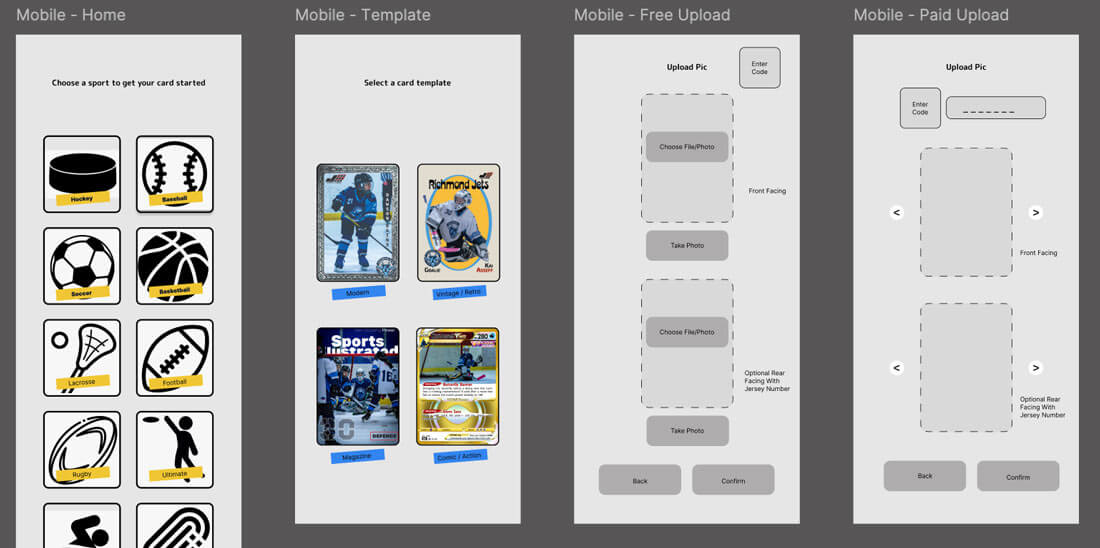 Mobile - Home
Choose a sport to get your card started
Hockey
Baseball
Soccer
Basketball
Lacrosse
Football
Rugby
Ultimate
Mobile - Template
Select a card template
Modern
Richmond Jets
Goalie
Kai
Asseff
Vintage / Retro
Sports
Illustrated
DEFENCE
Magazine
280
Comic / Action
Mobile - Free Upload
Upload Pic
Enter
Code
Choose File/Photo
Front Facing
Take Photo
Choose File/Photo
Optional Rear
Facing With
Jersey Number
Take Photo
Back
Confirm
Mobile - Paid Upload
Upload Pic
Enter
Code
_ _ _ _ _ _ _
<
>
Front Facing
<
>
Optional Rear
Facing With
Jersey Number
Back
Confirm